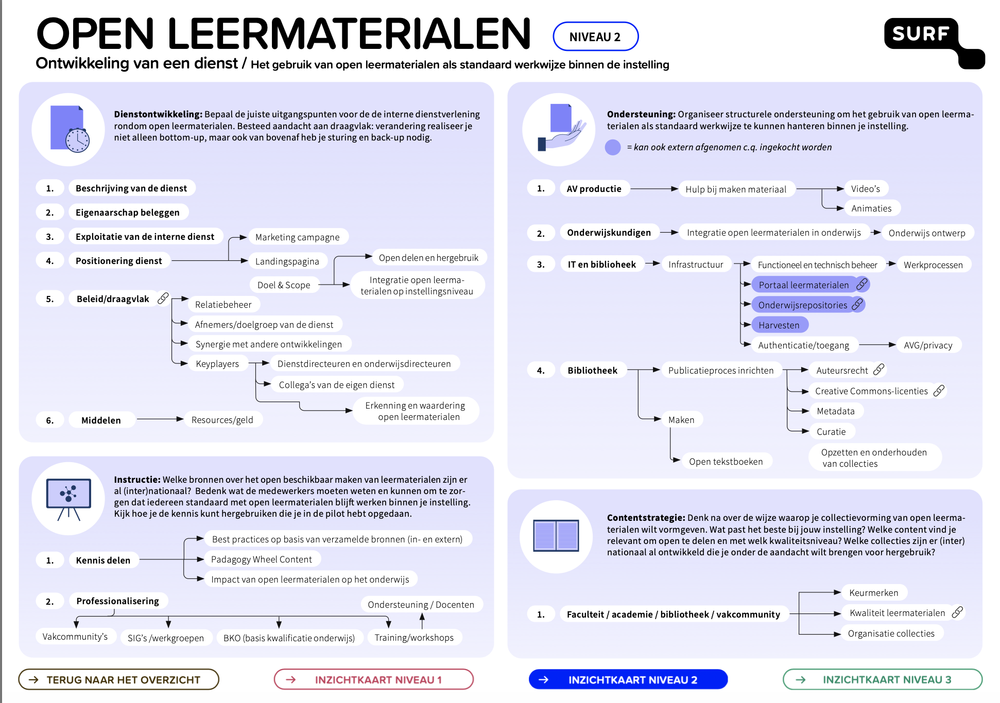 OPEN LEERMATERIALEN
NIVEAU 2
SURF
Ontwikkeling van een dienst / Het gebruik van open leermaterialen als standaard werkwijze binnen de instelling
Dienstontwikkeling: Bepaal de juiste uitgangspunten voor de de interne dienstverlening
rondom open leermaterialen. Besteed aandacht aan draagvlak: verandering realiseer je
niet alleen bottom-up, maar ook van bovenaf heb je sturing en back-up nodig.
1. Beschrijving van de dienst
2. Eigenaarschap beleggen
3. Exploitatie van de interne dienst
Marketing campagne
4. Positionering dienst
Landingspagina
Open delen en hergebruik
Doel & Scope
Integratie open leerma-
terialen op instellingsniveau
5. Beleid/draagvlak
Relatiebeheer
Afnemers/doelgroep van de dienst
Synergie met andere ontwikkelingen
Keyplayers
Dienstdirecteuren en onderwijsdirecteuren
Collega's van de eigen dienst
Erkenning en waardering
open leermaterialen
6. Middelen
Resources/geld
Instructie: Welke bronnen over het open beschikbaar maken van leermaterialen zijn er
al (inter)nationaal? Bedenk wat de medewerkers moeten weten en kunnen om te zor-
gen dat iedereen standaard met open leermaterialen blijft werken binnen je instelling.
Kijk hoe je de kennis kunt hergebruiken die je in de pilot hebt opgedaan.
1. Kennis delen
Best practices op basis van verzamelde bronnen (in- en extern)
Padagogy Wheel Content
Impact van open leermaterialen op het onderwijs
2. Professionalisering
Ondersteuning / Docenten
Vakcommunity's
SIG's /werkgroepen
BKO (basis kwalificatie onderwijs)
Training/workshops
Ondersteuning: Organiseer structurele ondersteuning om het gebruik van open leerma-
terialen als standaard werkwijze te kunnen hanteren binnen je instelling.
= kan ook extern afgenomen c.q. ingekocht worden
1. AV productie
Hulp bij maken materiaal
Video's
Animaties
2. Onderwijskundigen
Integratie open leermaterialen in onderwijs
Onderwijs ontwerp
3. IT en biblioheek
Infrastructuur
Functioneel en technisch beheer
Werkprocessen
Portaal leermaterialen
Onderwijsrepositories
Harvesten
Authenticatie/toegang
AVG/privacy
4. Bibliotheek
Publicatieproces inrichten
Auteursrecht
Creative Commons-licenties
Metadata
Maken
Curatie
Opzetten en onderhouden
van collecties
Open tekstboeken
Contentstrategie: Denk na over de wijze waarop je collectievorming van open leerma-
terialen wilt vormgeven. Wat past het beste bij jouw instelling? Welke content vind je
relevant om open te delen en met welk kwaliteitsniveau? Welke collecties zijn er (inter)
nationaal al ontwikkeld die je onder de aandacht wilt brengen voor hergebruik?
1. Faculteit / academie / bibliotheek / vakcommunity
Keurmerken
Kwaliteit leermaterialen
Organisatie collecties
→ TERUG NAAR HET OVERZICHT
→ INZICHTKAART NIVEAU 1
→ INZICHTKAART NIVEAU 2
→ INZICHTKAART NIVEAU 3